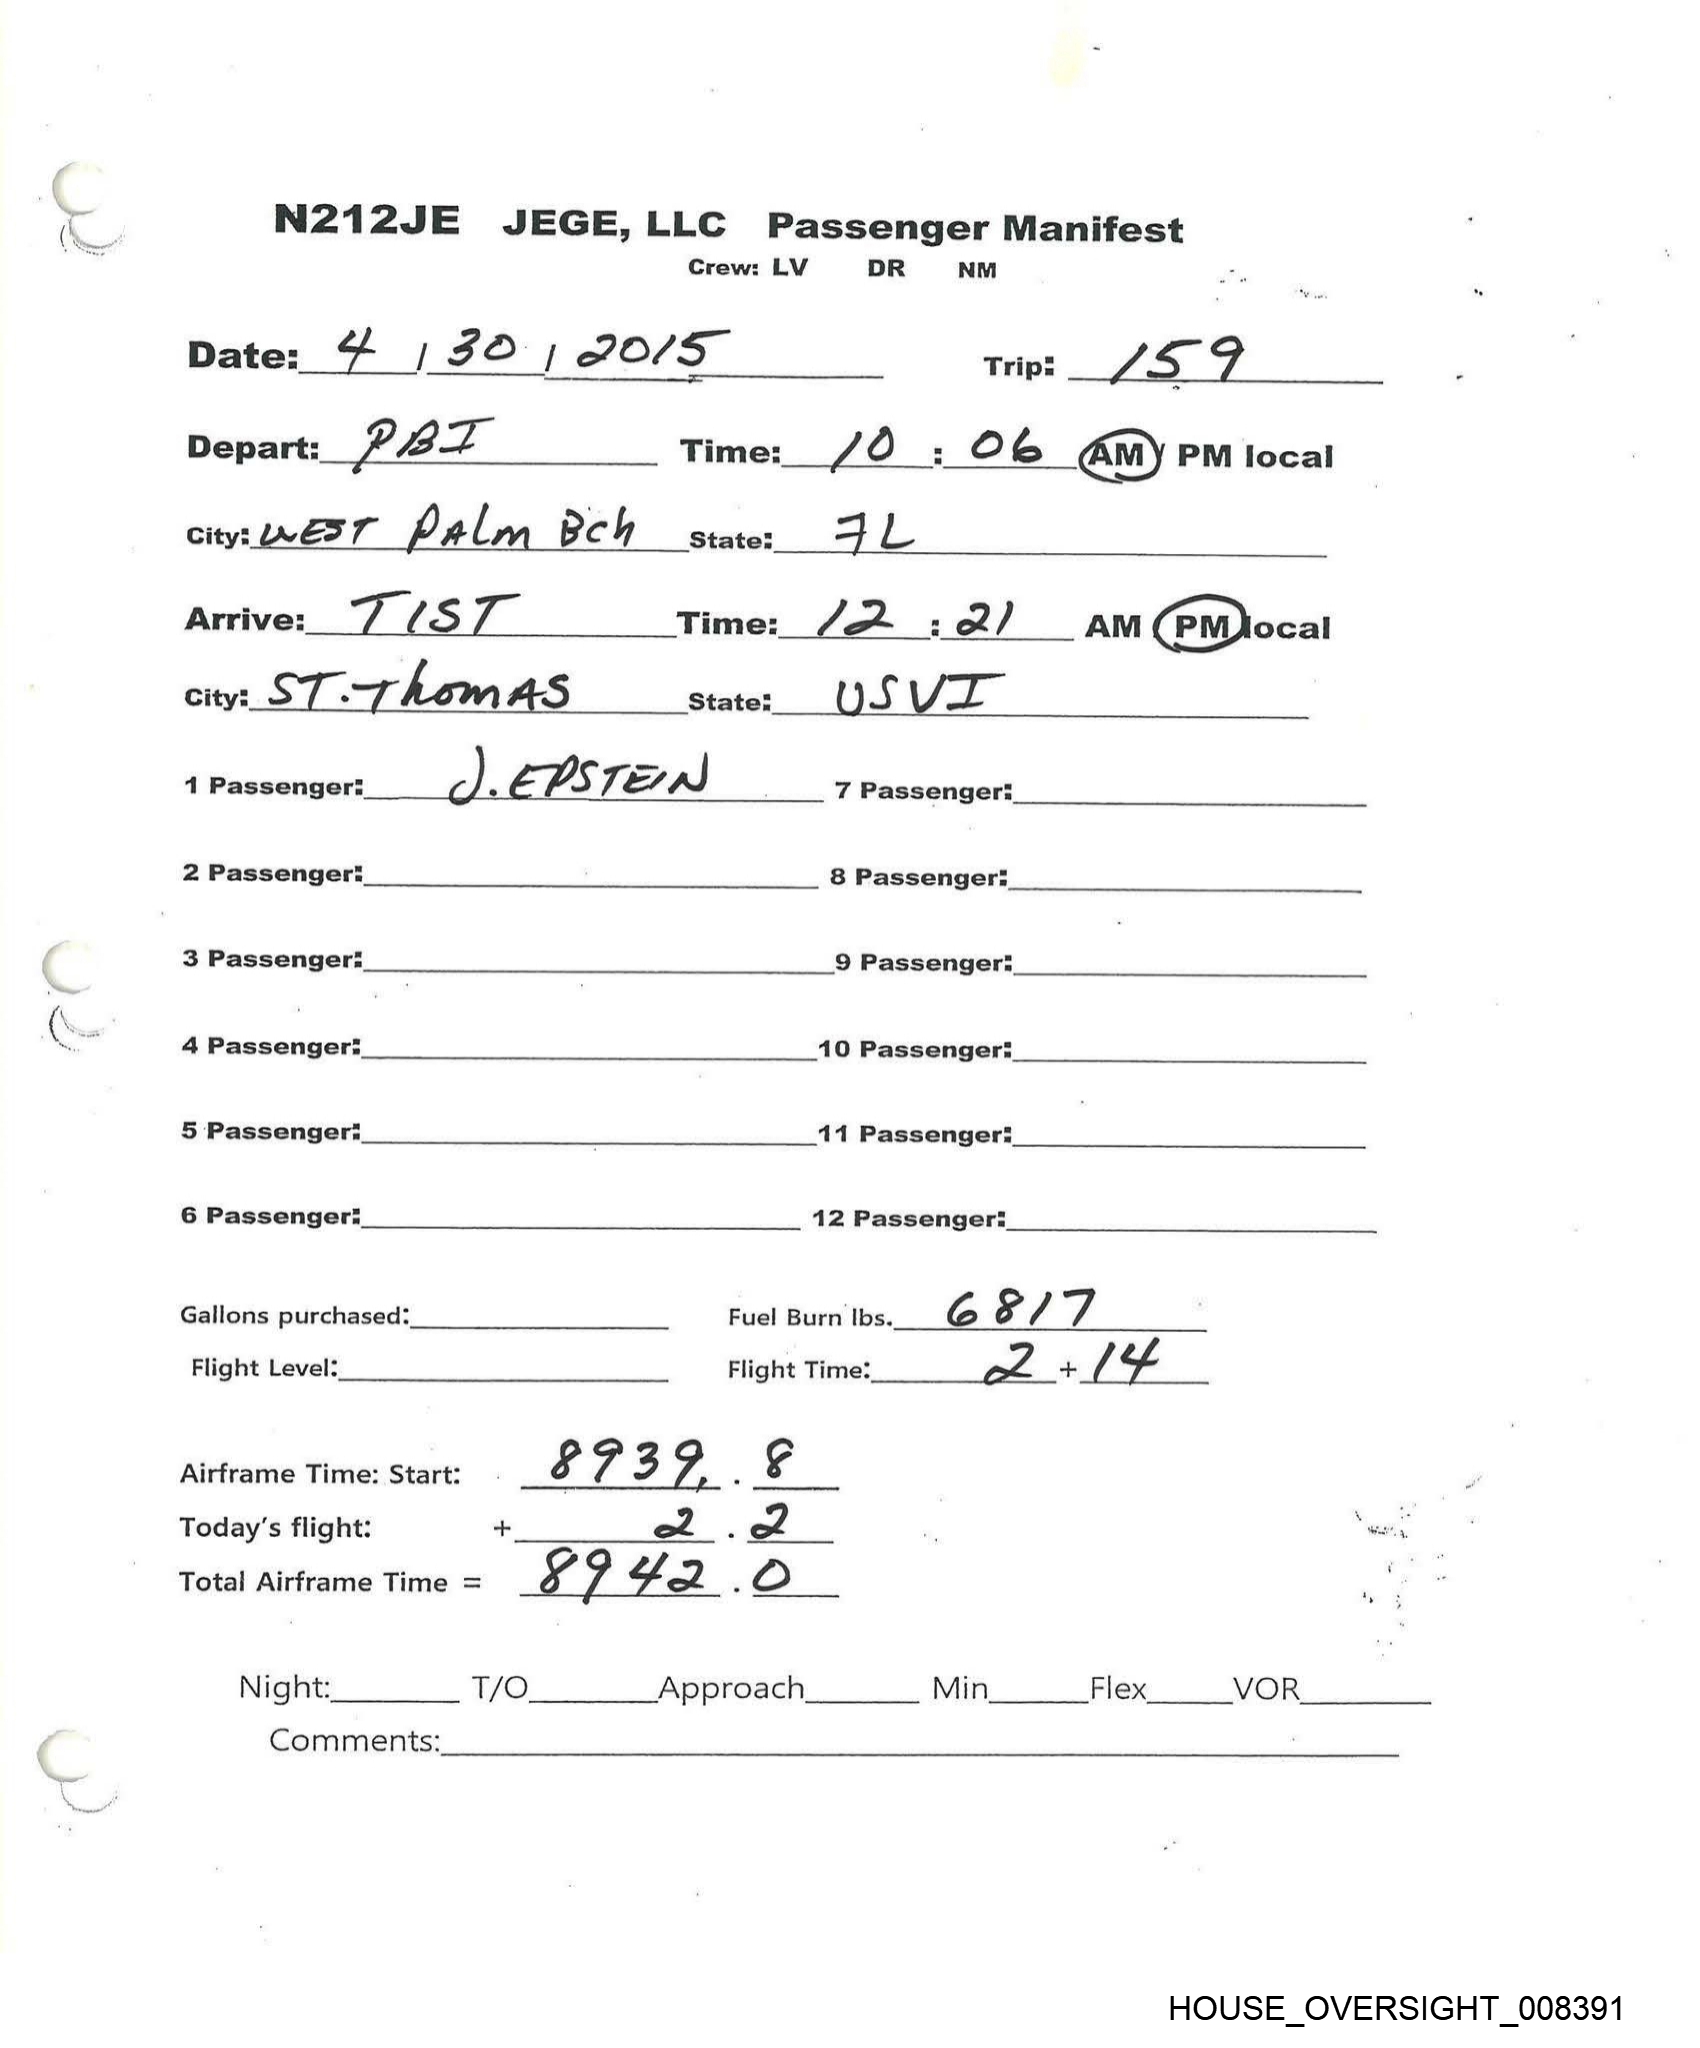 N212JE JEGE, LLC Passenger Manifest
Crew: LV DR NM
Date: 4 / 30 / 2015 Trip: 159
Depart: PBI Time: 10 : 06 AM / PM local
City: WEST PALM BCH State: FL
Arrive: TIST Time: 12 : 21 AM PM local
City: ST. THOMAS State: USVI
1 Passenger: J. EPSTEIN 7 Passenger:
2 Passenger: 8 Passenger:
3 Passenger: 9 Passenger:
4 Passenger: 10 Passenger:
5 Passenger: 11 Passenger:
6 Passenger: 12 Passenger:
Gallons purchased: Fuel Burn lbs. 6817
Flight Level: Flight Time: 2 + 14
Airframe Time: Start: 8939 . 8
Today's flight: + 2 . 2
Total Airframe Time = 8942 . 0
Night: T/O Approach Min Flex VOR
Comments:
HOUSE_OVERSIGHT_008391